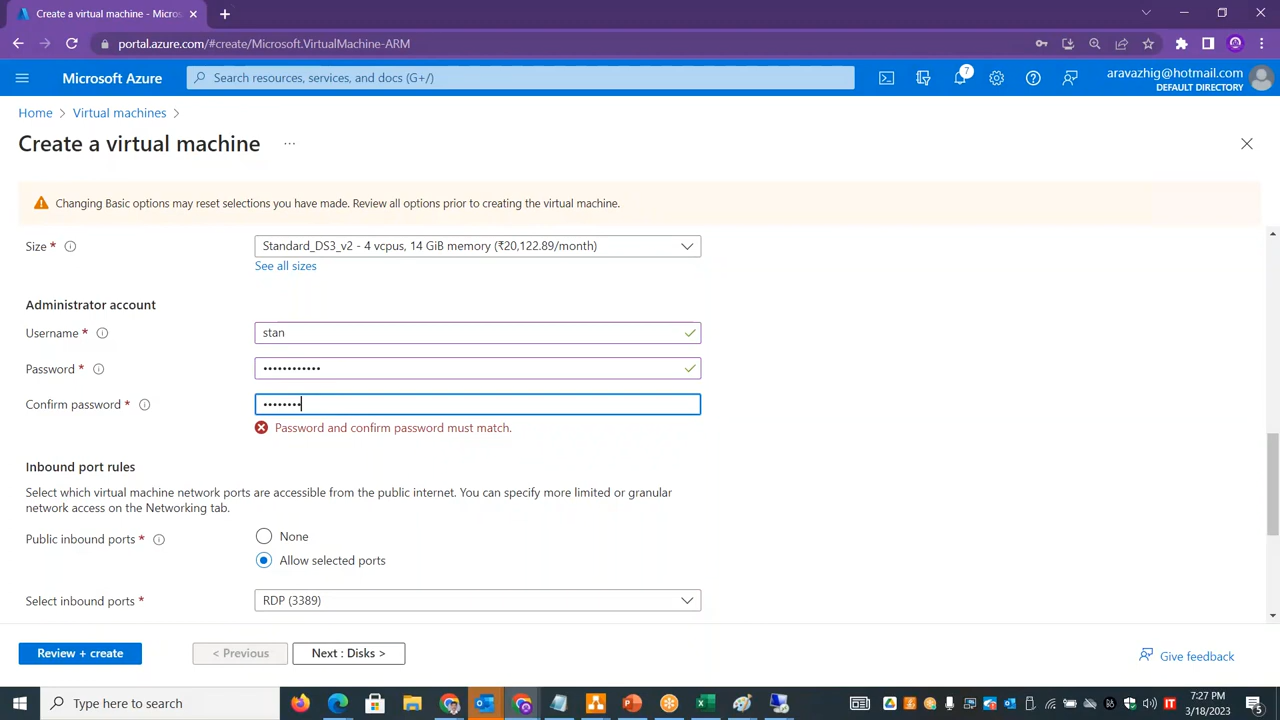 Create a virtual machine - Micros
portal.azure.com/#create/Microsoft.VirtualMachine-ARM
Microsoft Azure
Search resources, services, and docs (G+/)
7
aravazhig@hotmail.com
DEFAULT DIRECTORY
Home > Virtual machines >
Create a virtual machine ...
Changing Basic options may reset selections you have made. Review all options prior to creating the virtual machine.
Size *
Standard_DS3_v2 - 4 vcpus, 14 GiB memory (₹20,122.89/month)
See all sizes
Administrator account
Username *
stan
Password *
••••••••••••
Confirm password *
••••••••
Password and confirm password must match.
Inbound port rules
Select which virtual machine network ports are accessible from the public internet. You can specify more limited or granular
network access on the Networking tab.
Public inbound ports *
None
Allow selected ports
Select inbound ports *
RDP (3389)
Review + create
< Previous
Next : Disks >
Give feedback
Type here to search
IT
7:27 PM
3/18/2023
5